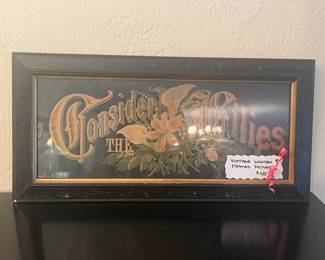 Consider
THE Lillies
VINTAGE WOODEN
FRAMED PICTURE